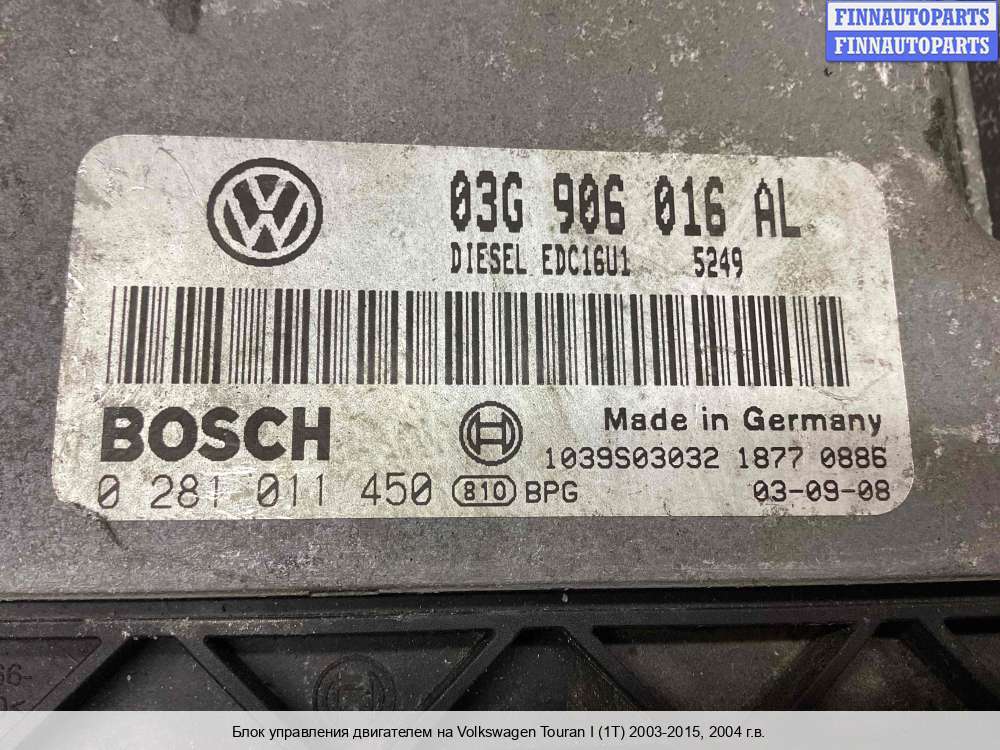 FINNAUTOPARTS
FINNAUTOPARTS
03G 906 016 AL
DIESEL EDC16U1 5249
BOSCH
Made in Germany
1039S03032 1877 0886
0 281 011 450 810 BPG 03-09-08
Блок управления двигателем на Volkswagen Touran I (1T) 2003-2015, 2004 г.в.